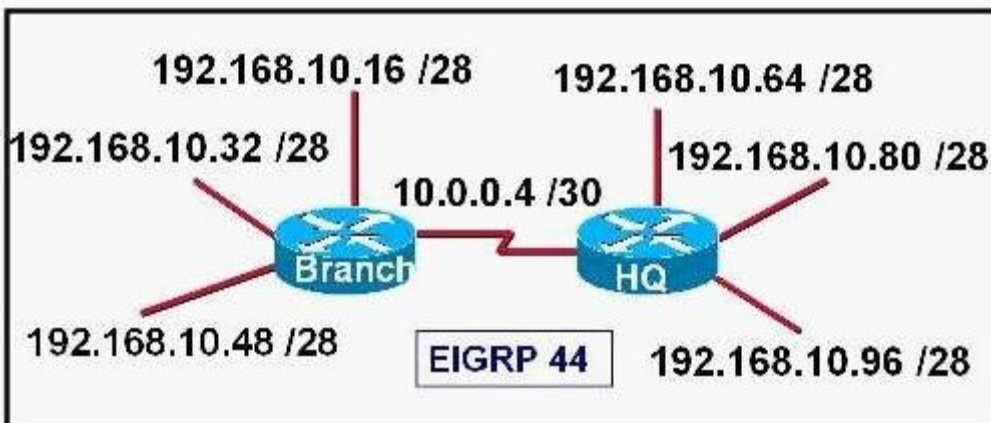 192.168.10.16 /28
192.168.10.64 /28
192.168.10.32 /28
192.168.10.80 /28
10.0.0.4 /30
Branch
HQ
192.168.10.48 /28
EIGRP 44
192.168.10.96 /28